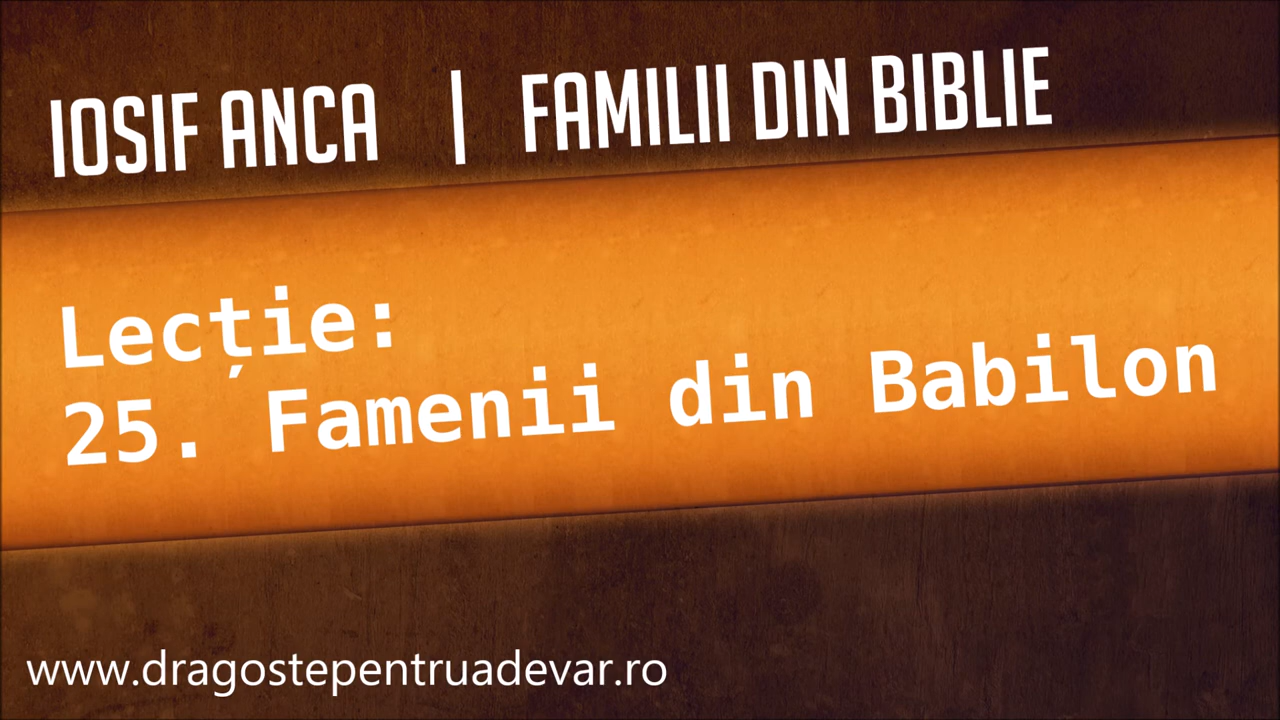 IOSIF ANCA | FAMILII DIN BIBLIE
Lecție:
25. Famenii din Babilon
www.dragostepentruadevar.ro